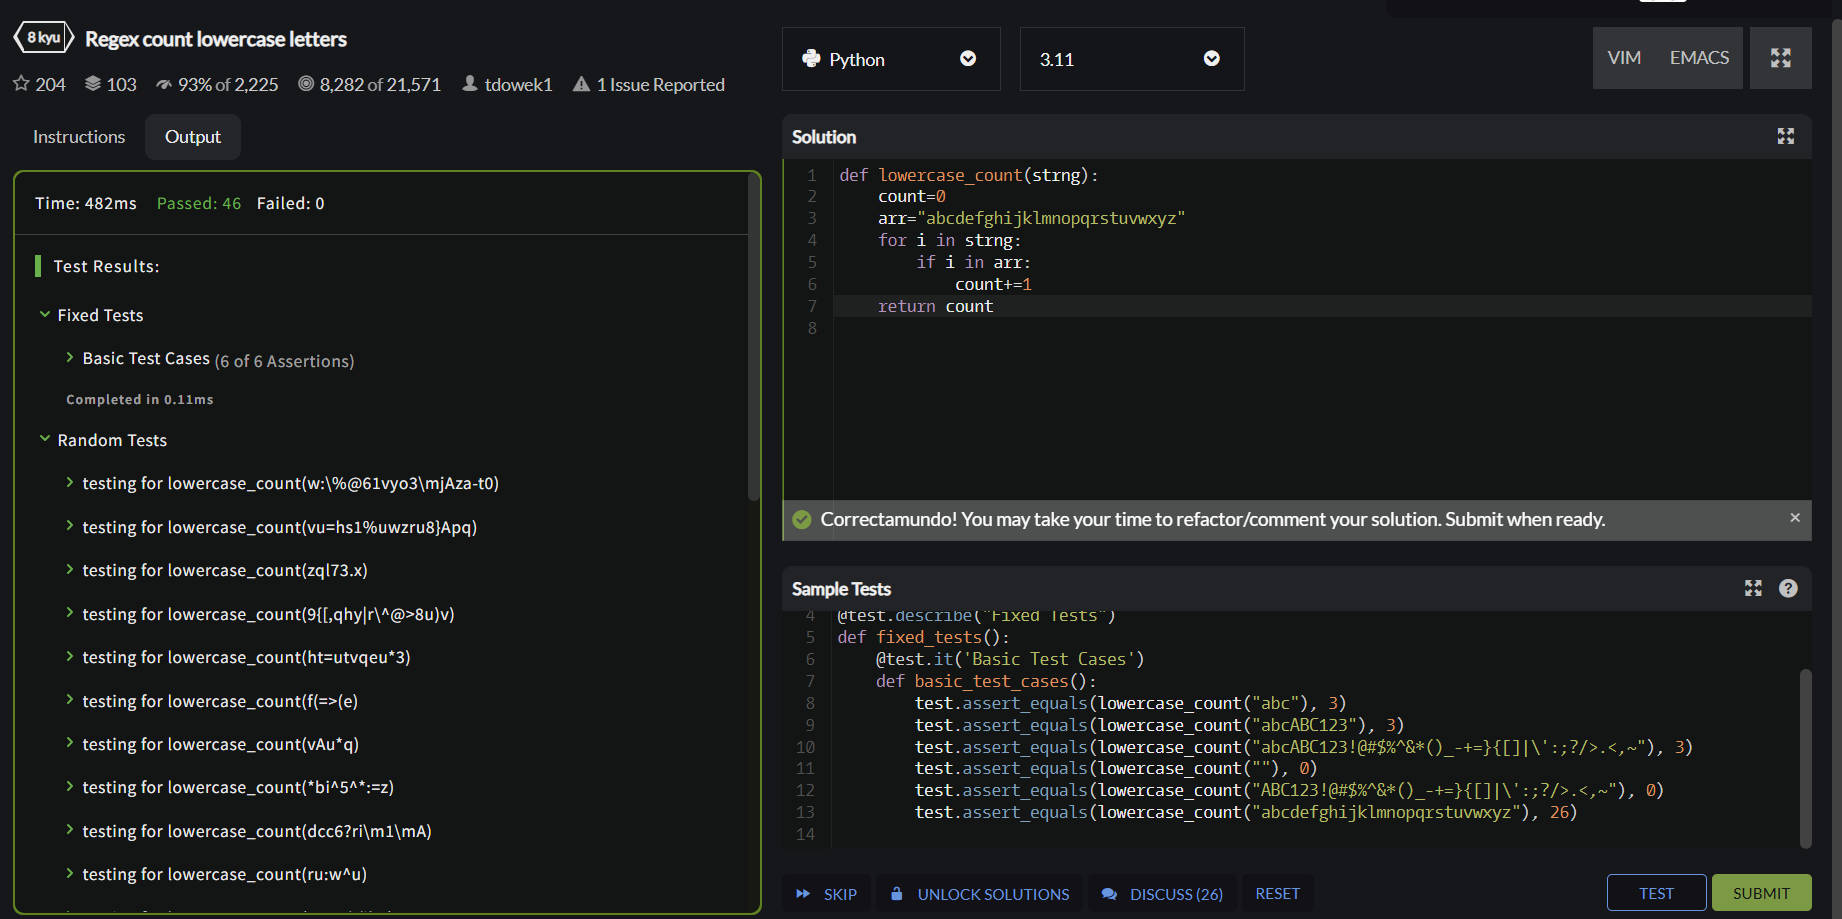 8 kyu Regex count lowercase letters
204 103 93% of 2,225 8,282 of 21,571 tdowek1 1 Issue Reported
Instructions Output
Time: 482ms Passed: 46 Failed: 0
Test Results:
Fixed Tests
Basic Test Cases (6 of 6 Assertions)
Completed in 0.11ms
Random Tests
testing for lowercase_count(w:\%@61vyo3\mjAza-t0)
testing for lowercase_count(vu=hs1%uwzru8}Apq)
testing for lowercase_count(zql73.x)
testing for lowercase_count(9{[,qhy|r\^@>8u)v)
testing for lowercase_count(ht=utvqeu*3)
testing for lowercase_count(f(=>(e)
testing for lowercase_count(vAu*q)
testing for lowercase_count(*bi^5^*:=z)
testing for lowercase_count(dcc6?ri\m1\mA)
testing for lowercase_count(ru:w^u)
Python 3.11 VIM EMACS
Solution
1 def lowercase_count(strng):
2     count=0
3     arr="abcdefghijklmnopqrstuvwxyz"
4     for i in strng:
5         if i in arr:
6             count+=1
7     return count
8
Correctamundo! You may take your time to refactor/comment your solution. Submit when ready. ×
Sample Tests ?
4 @test.describe("Fixed Tests")
5 def fixed_tests():
6     @test.it('Basic Test Cases')
7     def basic_test_cases():
8         test.assert_equals(lowercase_count("abc"), 3)
9         test.assert_equals(lowercase_count("abcABC123"), 3)
10         test.assert_equals(lowercase_count("abcABC123!@#$%^&*()_-+=}{[]|\':;?/>.<,~"), 3)
11         test.assert_equals(lowercase_count(""), 0)
12         test.assert_equals(lowercase_count("ABC123!@#$%^&*()_-+=}{[]|\':;?/>.<,~"), 0)
13         test.assert_equals(lowercase_count("abcdefghijklmnopqrstuvwxyz"), 26)
14
SKIP UNLOCK SOLUTIONS DISCUSS (26) RESET TEST SUBMIT